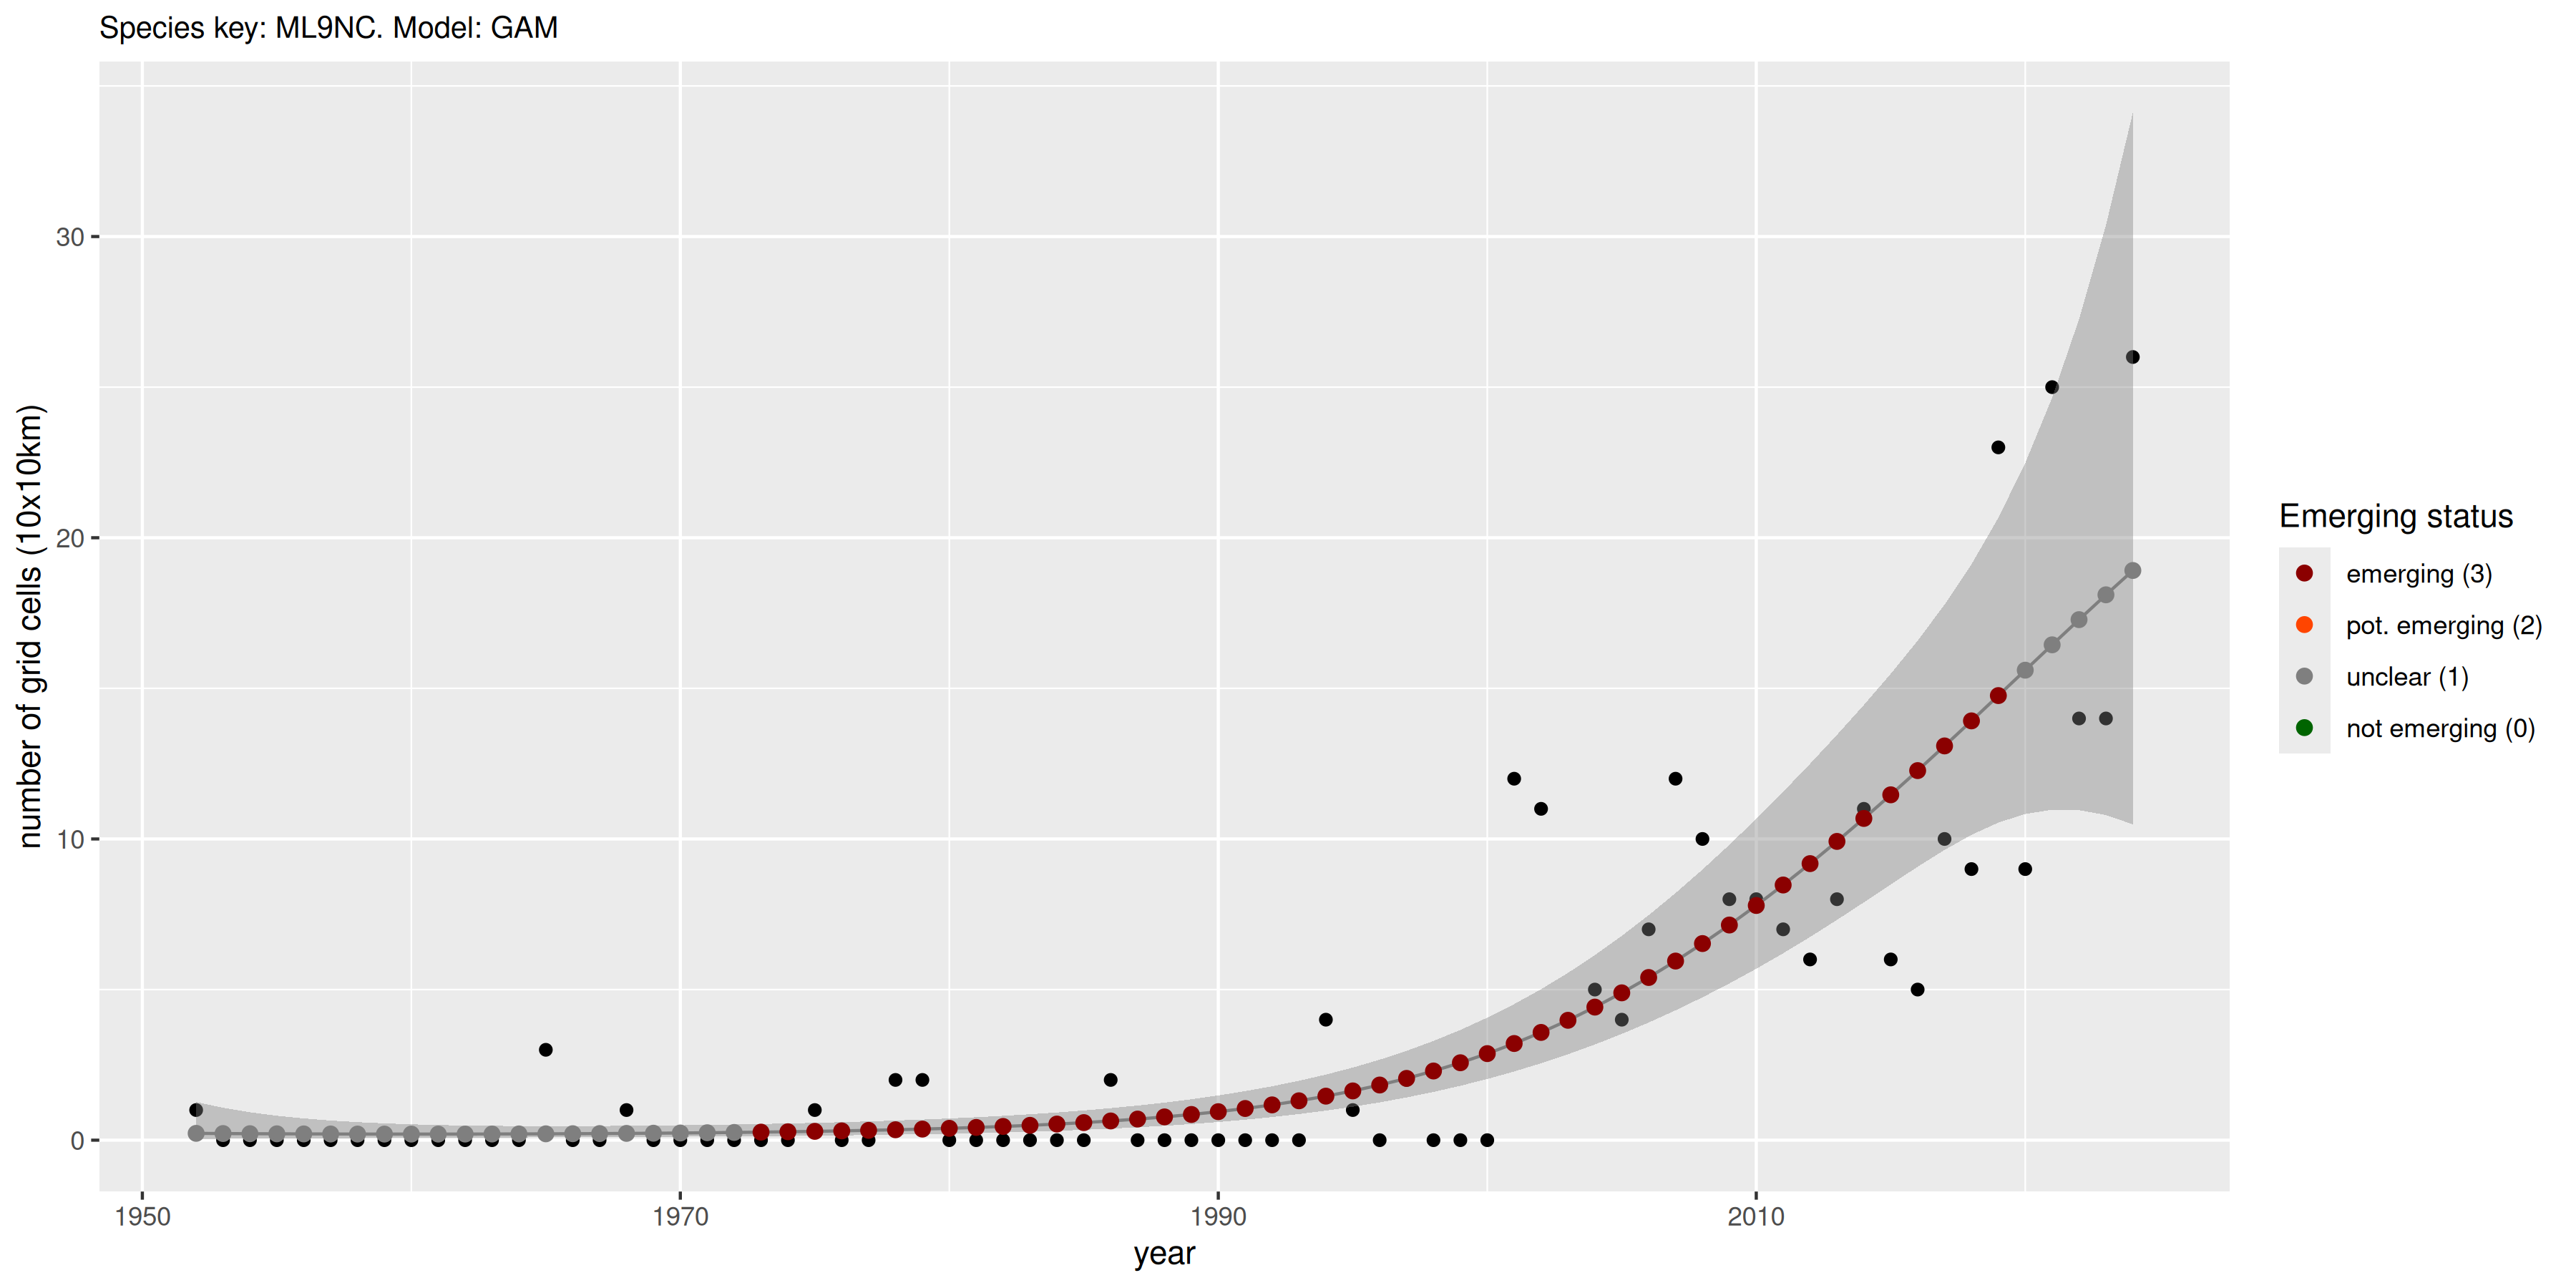 Species key: ML9NC. Model: GAM
number of grid cells (10x10km)
30
20
10
0
1950
1970
1990
2010
year
Emerging status
emerging (3)
pot. emerging (2)
unclear (1)
not emerging (0)